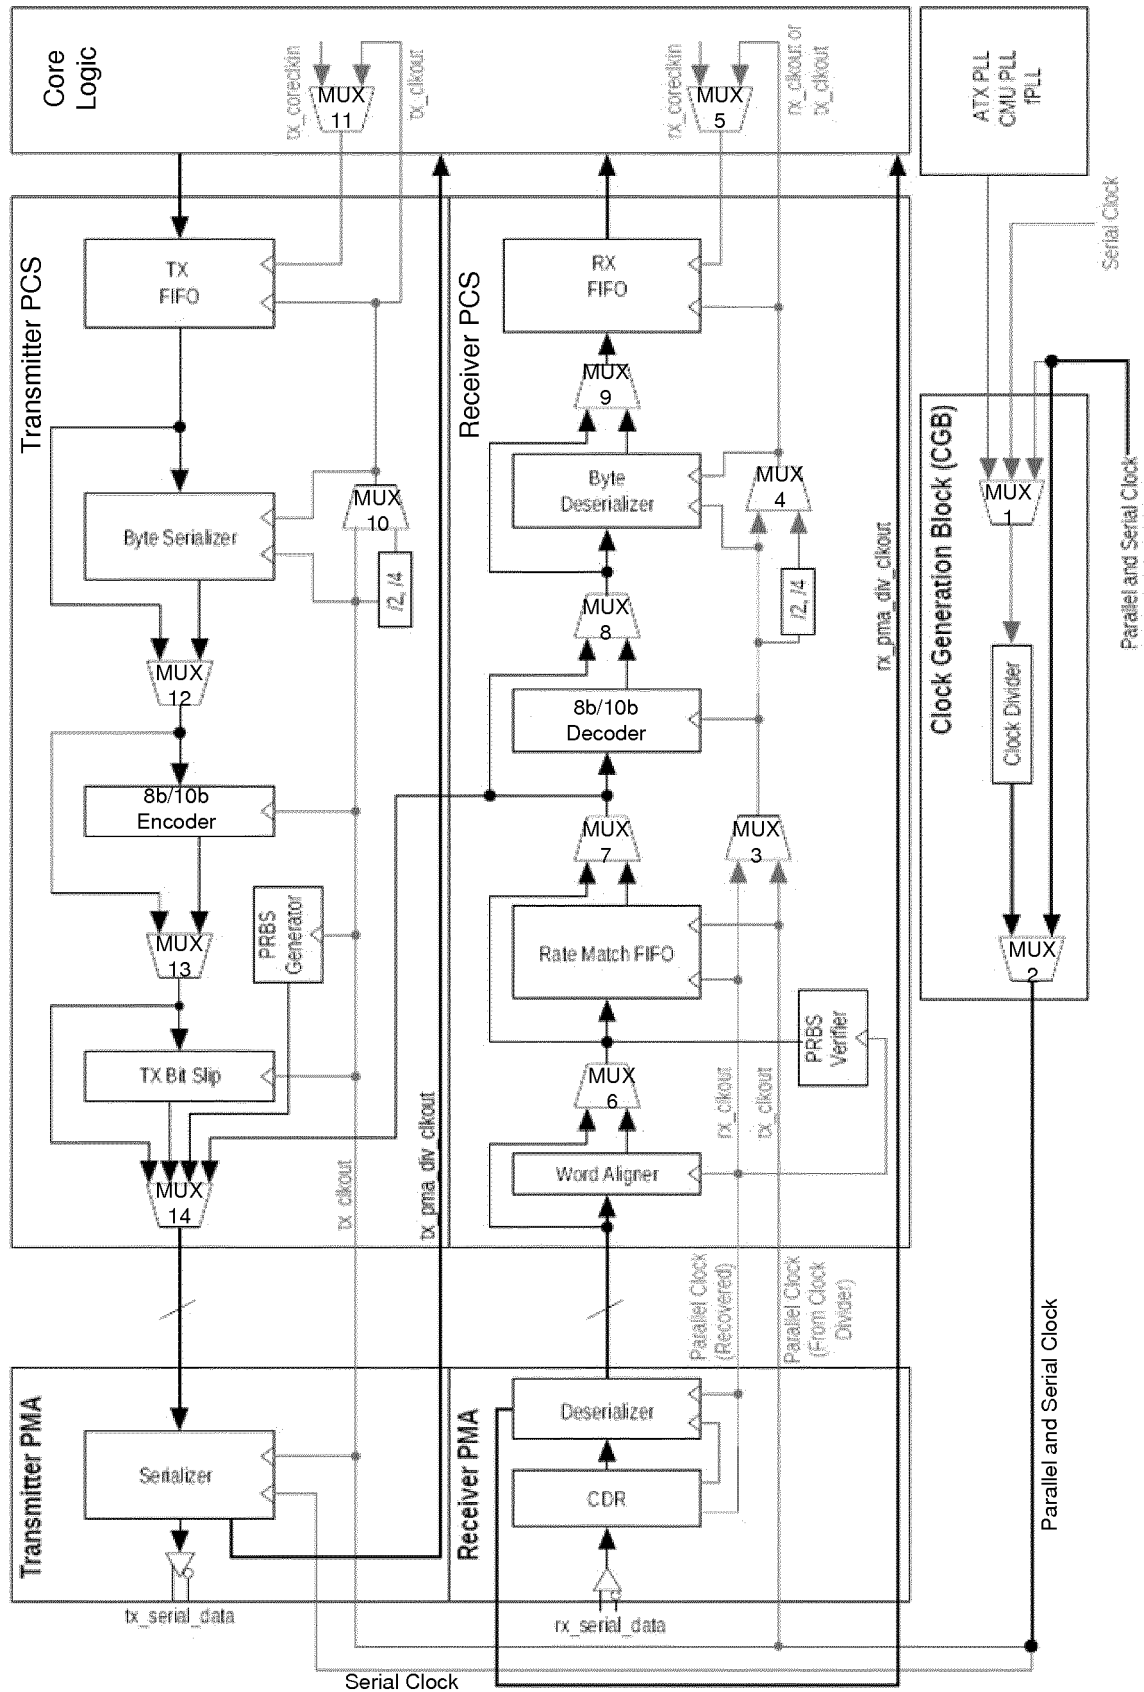 Core
Logic
tx_coreclkin
MUX
11
tx_clkout
rx_coreclkin
MUX
5
rx_clkout or
tx_clkout
ATX PLL
CMU PLL
fPLL
Serial Clock
Transmitter PCS
TX
FIFO
Byte Serializer
MUX
10
/2, /4
MUX
12
8b/10b
Encoder
MUX
13
PRBS
Generator
TX Bit Slip
MUX
14
tx_clkout
tx_pma_div_clkout
Receiver PCS
RX
FIFO
MUX
9
Byte
Deserializer
MUX
4
/2, /4
MUX
8
8b/10b
Decoder
MUX
7
MUX
3
Rate Match FIFO
PRBS
Verifier
MUX
6
rx_clkout
tx_clkout
Word Aligner
rx_pma_div_clkout
Clock Generation Block (CGB)
MUX
1
Clock Divider
MUX
2
Parallel and Serial Clock
Parallel Clock
(Recovered)
Parallel Clock
(From Clock
Divider)
Transmitter PMA
Serializer
tx_serial_data
Receiver PMA
Deserializer
CDR
rx_serial_data
Parallel and Serial Clock
Serial Clock